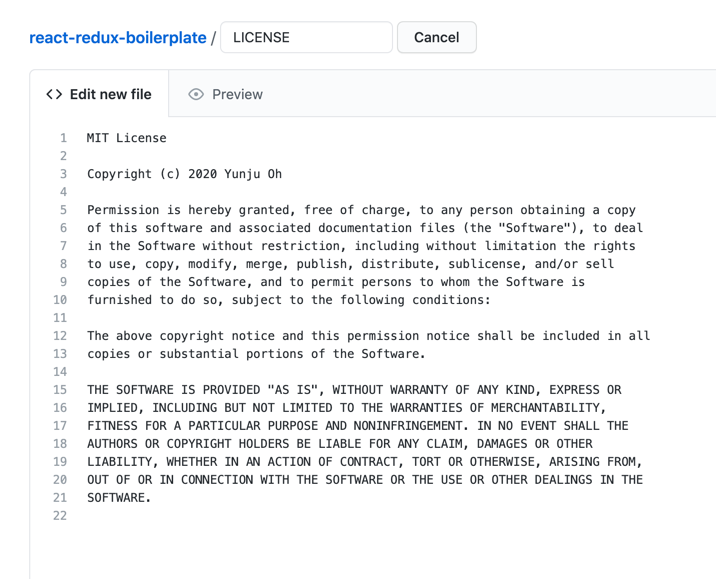 react-redux-boilerplate / LICENSE Cancel
Edit new file Preview
1 MIT License
2
3 Copyright (c) 2020 Yunju Oh
4
5 Permission is hereby granted, free of charge, to any person obtaining a copy
6 of this software and associated documentation files (the "Software"), to deal
7 in the Software without restriction, including without limitation the rights
8 to use, copy, modify, merge, publish, distribute, sublicense, and/or sell
9 copies of the Software, and to permit persons to whom the Software is
10 furnished to do so, subject to the following conditions:
11
12 The above copyright notice and this permission notice shall be included in all
13 copies or substantial portions of the Software.
14
15 THE SOFTWARE IS PROVIDED "AS IS", WITHOUT WARRANTY OF ANY KIND, EXPRESS OR
16 IMPLIED, INCLUDING BUT NOT LIMITED TO THE WARRANTIES OF MERCHANTABILITY,
17 FITNESS FOR A PARTICULAR PURPOSE AND NONINFRINGEMENT. IN NO EVENT SHALL THE
18 AUTHORS OR COPYRIGHT HOLDERS BE LIABLE FOR ANY CLAIM, DAMAGES OR OTHER
19 LIABILITY, WHETHER IN AN ACTION OF CONTRACT, TORT OR OTHERWISE, ARISING FROM,
20 OUT OF OR IN CONNECTION WITH THE SOFTWARE OR THE USE OR OTHER DEALINGS IN THE
21 SOFTWARE.
22